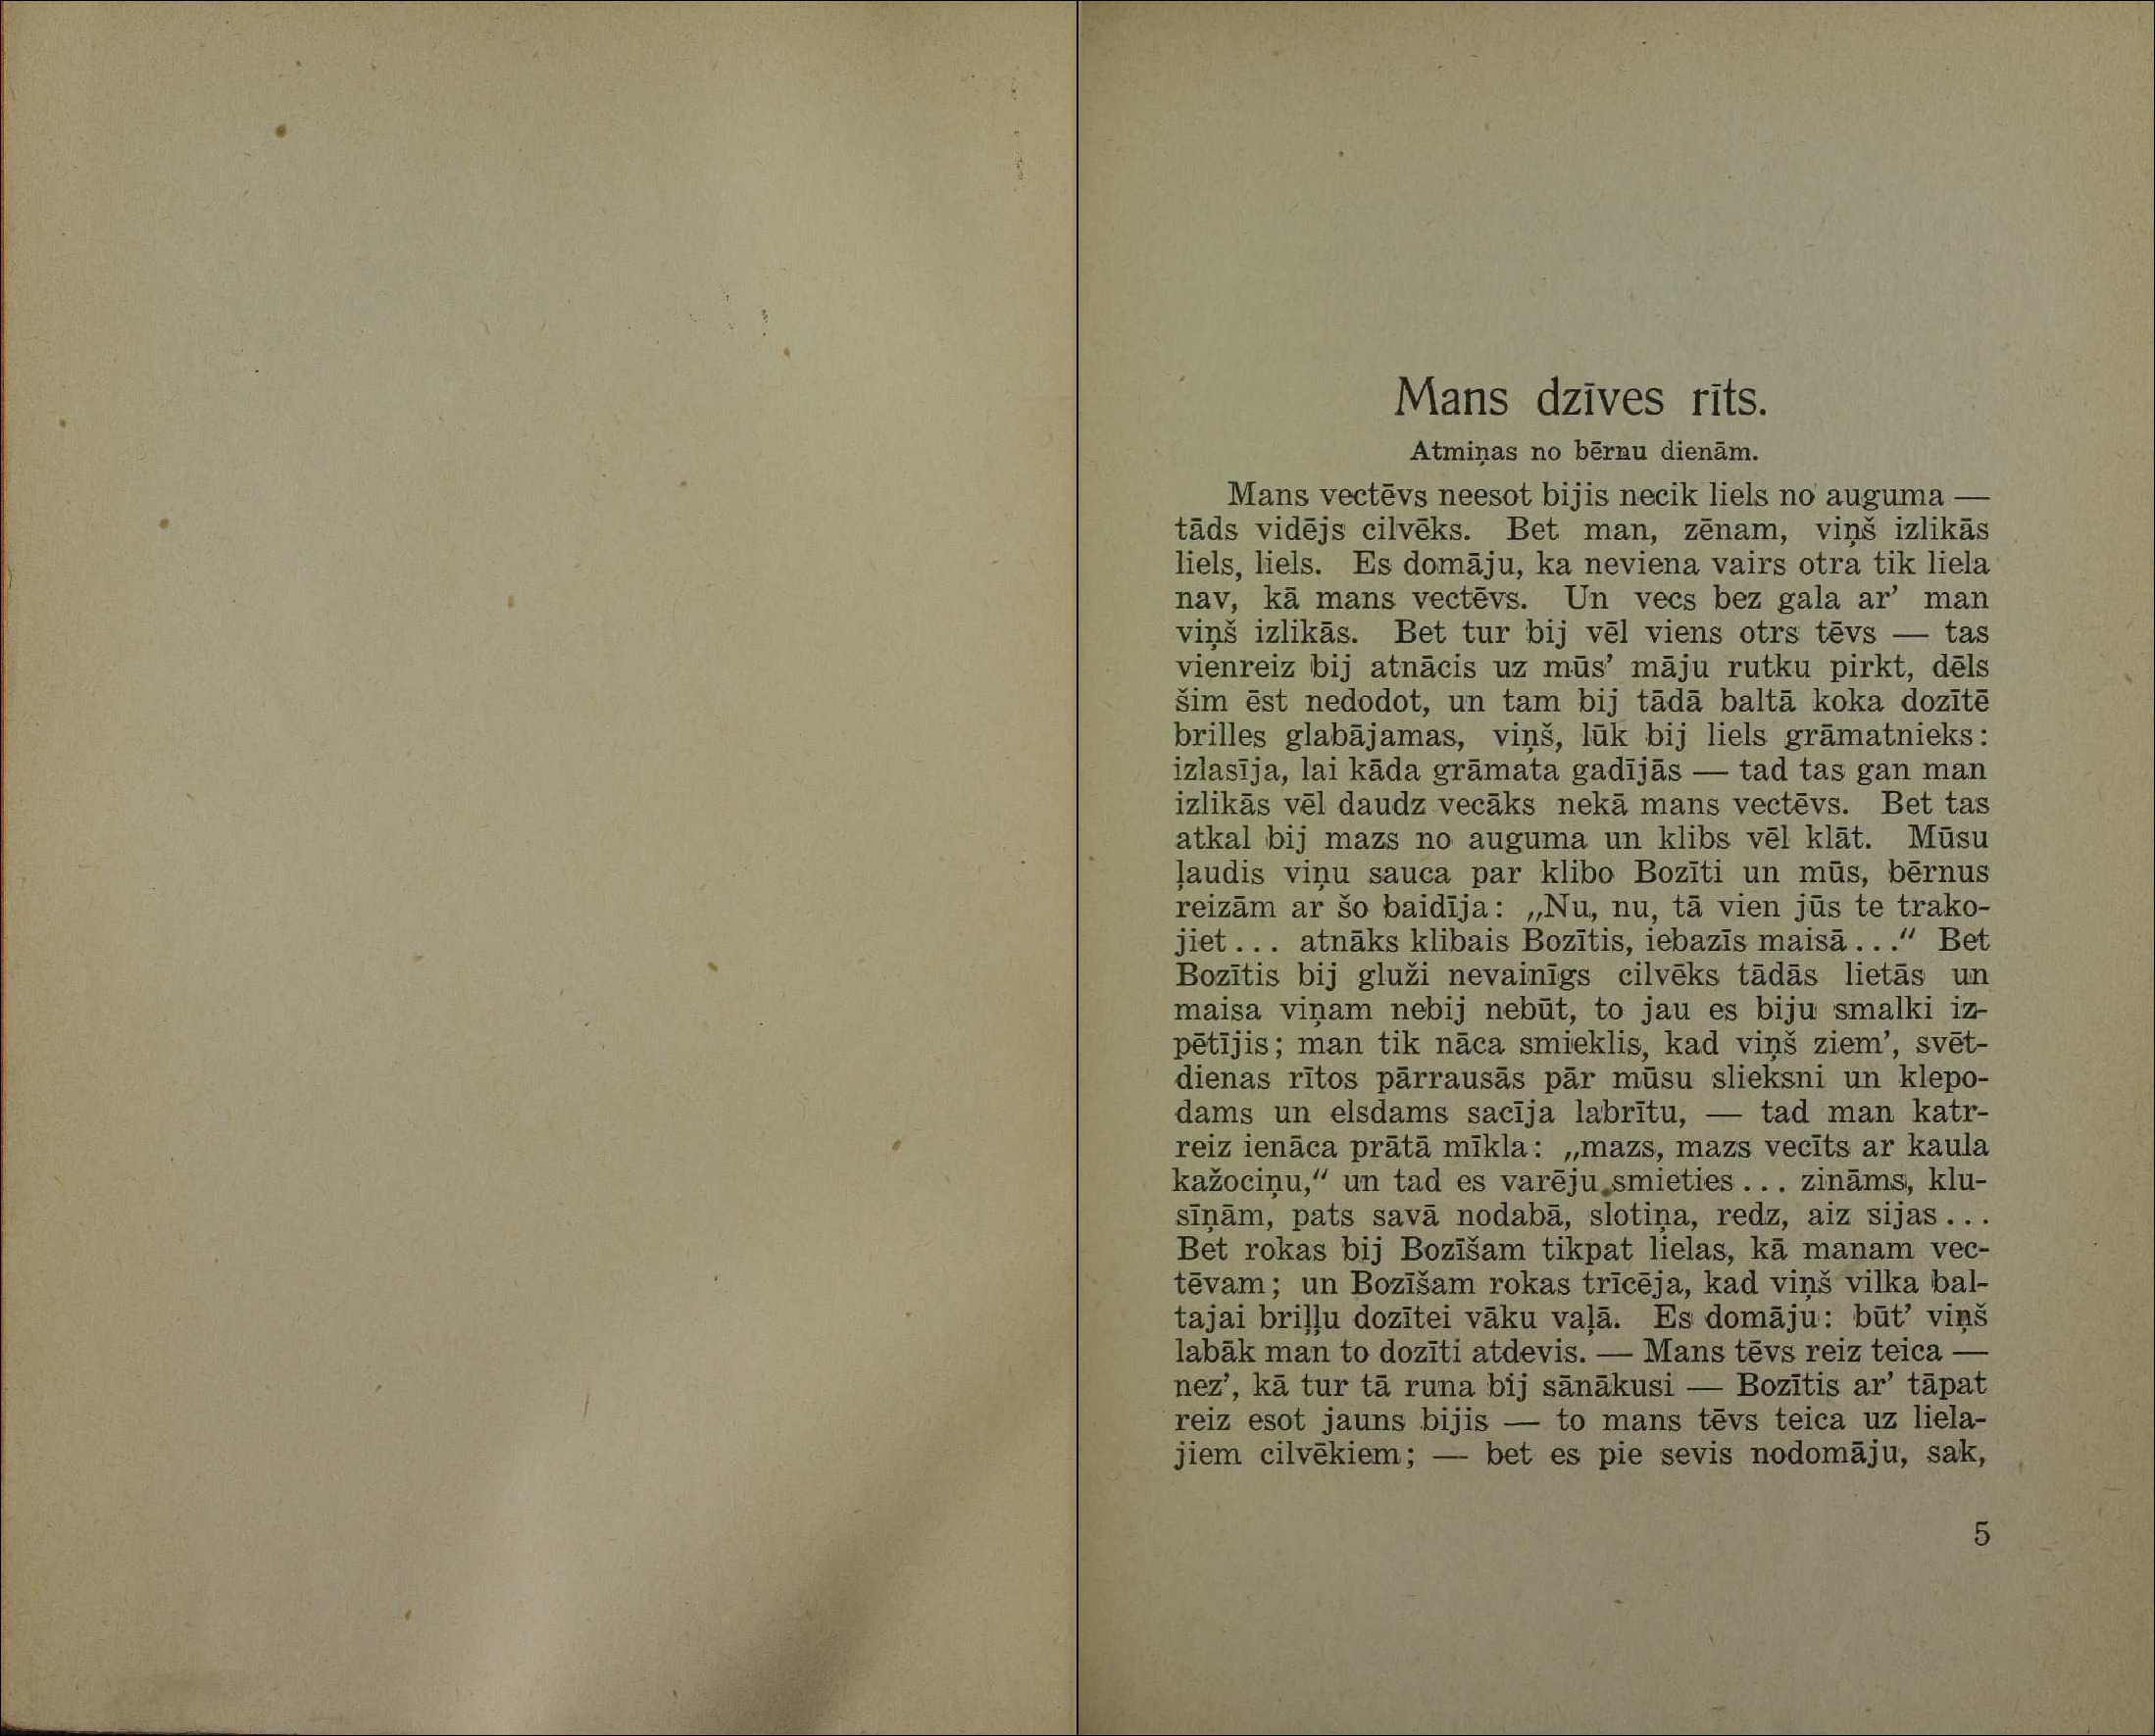 Mans dzīves rīts.
Atmiņas no bērnu dienām.
Mans vectēvs neesot bijis necik liels no auguma —
tāds vidējs cilvēks. Bet man, zēnam, viņš izlikās
liels, liels. Es domāju, ka neviena vairs otra tik liela
nav, kā mans vectēvs. Un vecs bez gala ar’ man
viņš izlikās. Bet tur bij vēl viens otrs tēvs — tas
vienreiz bij atnācis uz mūs’ māju rutku pirkt, dēls
šim ēst nedodot, un tam bij tādā baltā koka dozītē
brilles glabājamas, viņš, lūk bij liels grāmatnieks:
izlasīja, lai kāda grāmata gadījās — tad tas gan man
izlikās vēl daudz vecāks nekā mans vectēvs. Bet tas
atkal bij mazs no auguma un klibs vēl klāt. Mūsu
ļaudis viņu sauca par klibo Bozīti un mūs, bērnus
reizām ar šo baidīja: „Nu, nu, tā vien jūs te trako-
jiet... atnāks klibais Bozītis, iebazīs maisā...“ Bet
Bozītis bij gluži nevainīgs cilvēks tādās lietās un
maisa viņam nebij nebūt, to jau es biju smalki iz-
pētījis; man tik nāca smieklis, kad viņš ziem’, svēt-
dienas rītos pārrausās pār mūsu slieksni un klepo-
dams un elsdams sacīja labrītu, — tad man katr-
reiz ienāca prātā mīkla: „mazs, mazs vecīts ar kaula
kažociņu,“ un tad es varēju smieties... zināms, klu-
sīņām, pats savā nodabā, slotiņa, redz, aiz sijas...
Bet rokas bij Bozīšam tikpat lielas, kā manam vec-
tēvam; un Bozīšam rokas trīcēja, kad viņš vilka bal-
tajai briļļu dozītei vāku vaļā. Es domāju: būt’ viņš
labāk man to dozīti atdevis. — Mans tēvs reiz teica —
nez’, kā tur tā runa bij sānākusi — Bozītis ar’ tāpat
reiz esot jauns bijis — to mans tēvs teica uz liela-
jiem cilvēkiem; — bet es pie sevis nodomāju, sak,
5